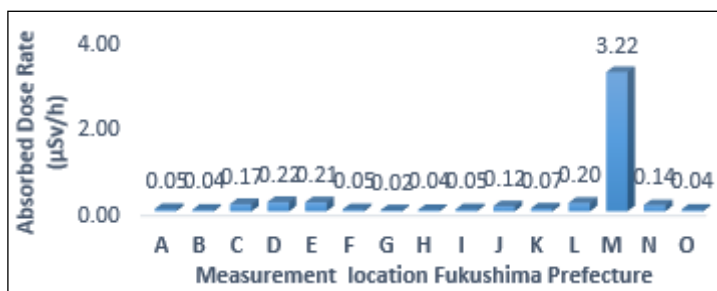 Absorbed Dose Rate
(µSv/h)
4.00
2.00
0.00
0.05 0.04 0.17 0.22 0.21 0.05 0.02 0.04 0.05 0.12 0.07 0.20 3.22 0.14 0.04
A B C D E F G H I J K L M N O
Measurement location Fukushima Prefecture